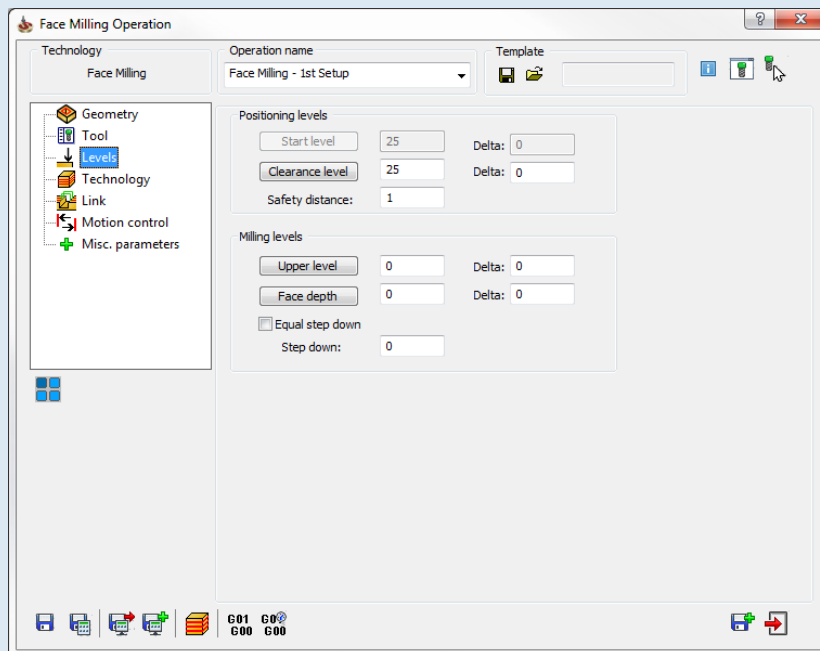 Face Milling Operation
?
Technology
Face Milling
Operation name
Face Milling - 1st Setup
Template
i
Geometry
Tool
Levels
Technology
Link
Motion control
Misc. parameters
Positioning levels
Start level 25 Delta: 0
Clearance level 25 Delta: 0
Safety distance: 1
Milling levels
Upper level 0 Delta: 0
Face depth 0 Delta: 0
Equal step down
Step down: 0
G01 G00
G00 G00